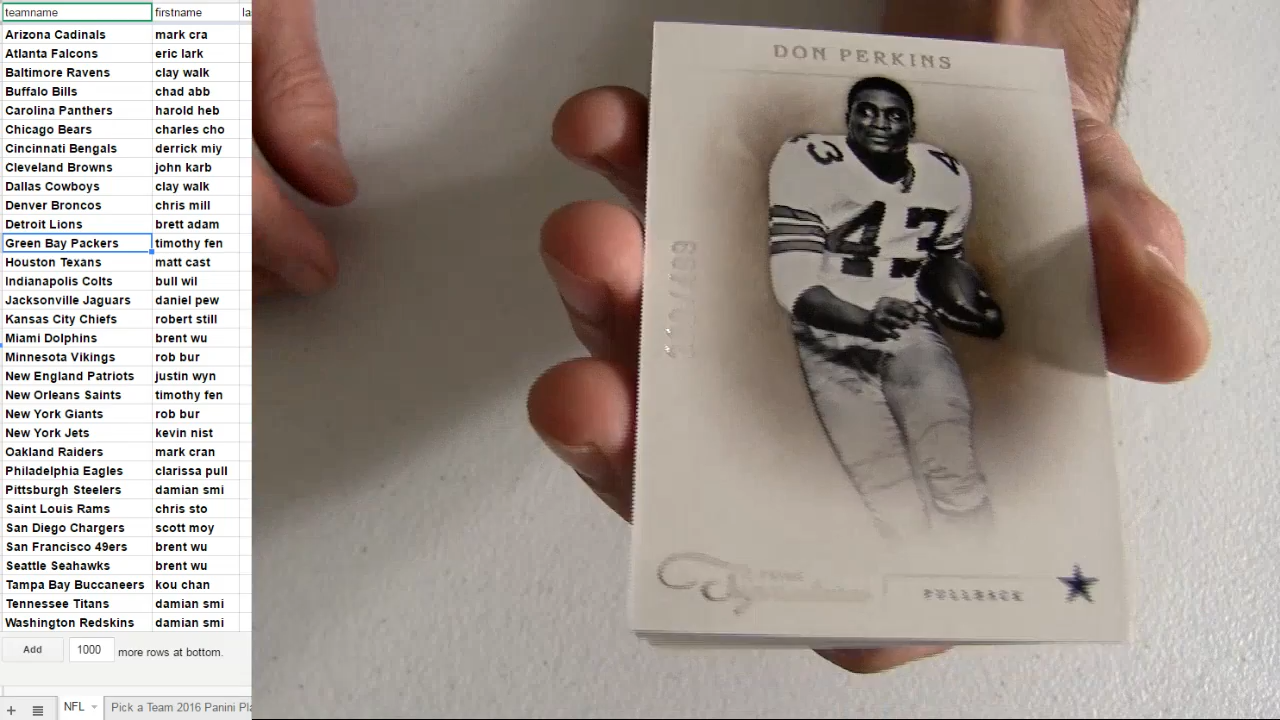 teamname firstname la
Arizona Cadinals mark cra
Atlanta Falcons eric lark
Baltimore Ravens clay walk
Buffalo Bills chad abb
Carolina Panthers harold heb
Chicago Bears charles cho
Cincinnati Bengals derrick miy
Cleveland Browns john karb
Dallas Cowboys clay walk
Denver Broncos chris mill
Detroit Lions brett adam
Green Bay Packers timothy fen
Houston Texans matt cast
Indianapolis Colts bull wil
Jacksonville Jaguars daniel pew
Kansas City Chiefs robert still
Miami Dolphins brent wu
Minnesota Vikings rob bur
New England Patriots justin wyn
New Orleans Saints timothy fen
New York Giants rob bur
New York Jets kevin nist
Oakland Raiders mark cran
Philadelphia Eagles clarissa pull
Pittsburgh Steelers damian smi
Saint Louis Rams chris sto
San Diego Chargers scott moy
San Francisco 49ers brent wu
Seattle Seahawks brent wu
Tampa Bay Buccaneers kou chan
Tennessee Titans damian smi
Washington Redskins damian smi
Add 1000 more rows at bottom.
NFL Pick a Team 2016 Panini Pla
DON PERKINS
43 4
43
FULLBACK